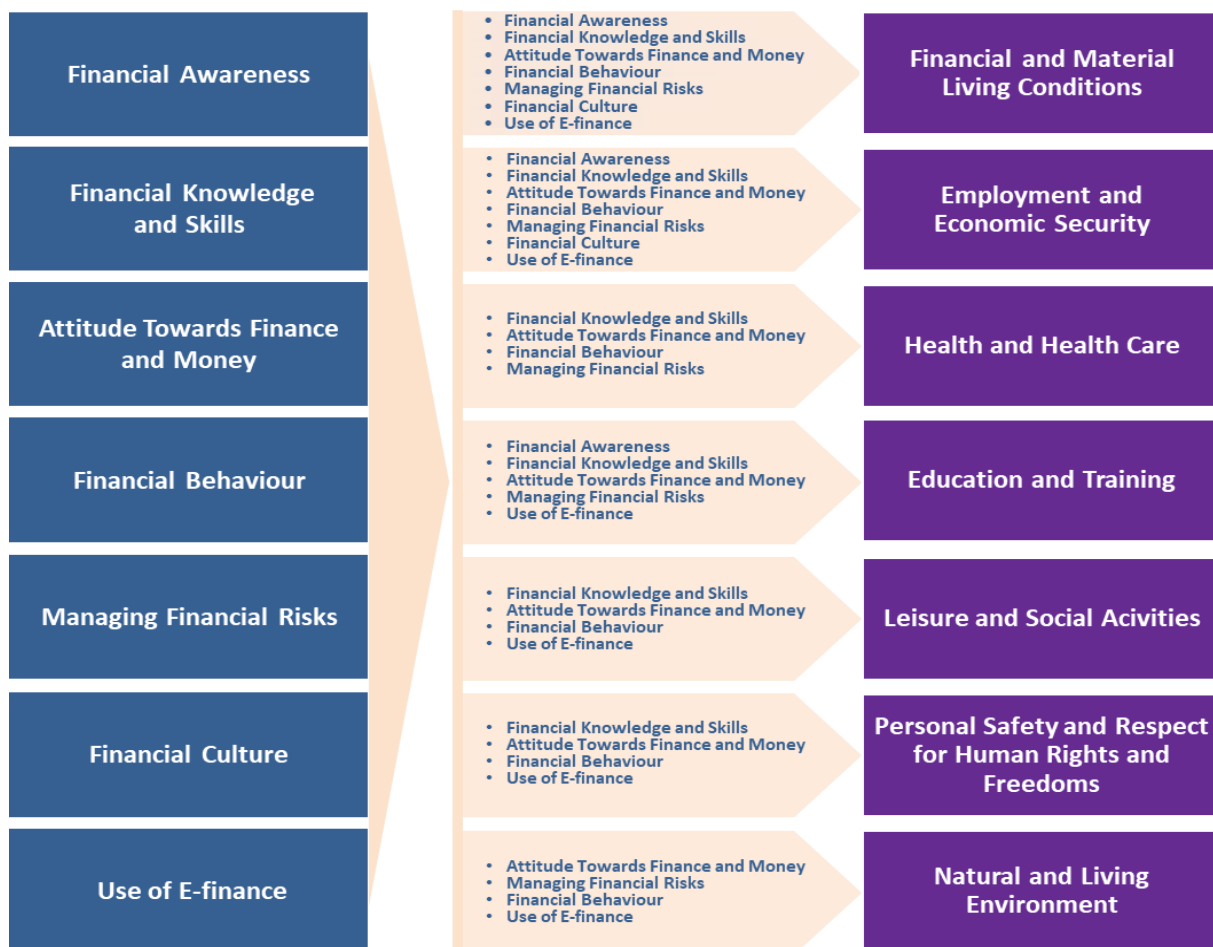 Financial Awareness
Financial Knowledge
and Skills
Attitude Towards Finance
and Money
Financial Behaviour
Managing Financial Risks
Financial Culture
Use of E-finance
• Financial Awareness
• Financial Knowledge and Skills
• Attitude Towards Finance and Money
• Financial Behaviour
• Managing Financial Risks
• Financial Culture
• Use of E-finance
• Financial Awareness
• Financial Knowledge and Skills
• Attitude Towards Finance and Money
• Financial Behaviour
• Managing Financial Risks
• Financial Culture
• Use of E-finance
• Financial Knowledge and Skills
• Attitude Towards Finance and Money
• Financial Behaviour
• Managing Financial Risks
• Financial Awareness
• Financial Knowledge and Skills
• Attitude Towards Finance and Money
• Managing Financial Risks
• Use of E-finance
• Financial Knowledge and Skills
• Attitude Towards Finance and Money
• Financial Behaviour
• Use of E-finance
• Financial Knowledge and Skills
• Attitude Towards Finance and Money
• Financial Behaviour
• Use of E-finance
• Attitude Towards Finance and Money
• Managing Financial Risks
• Financial Behaviour
• Use of E-finance
Financial and Material
Living Conditions
Employment and
Economic Security
Health and Health Care
Education and Training
Leisure and Social Acivities
Personal Safety and Respect
for Human Rights and
Freedoms
Natural and Living
Environment